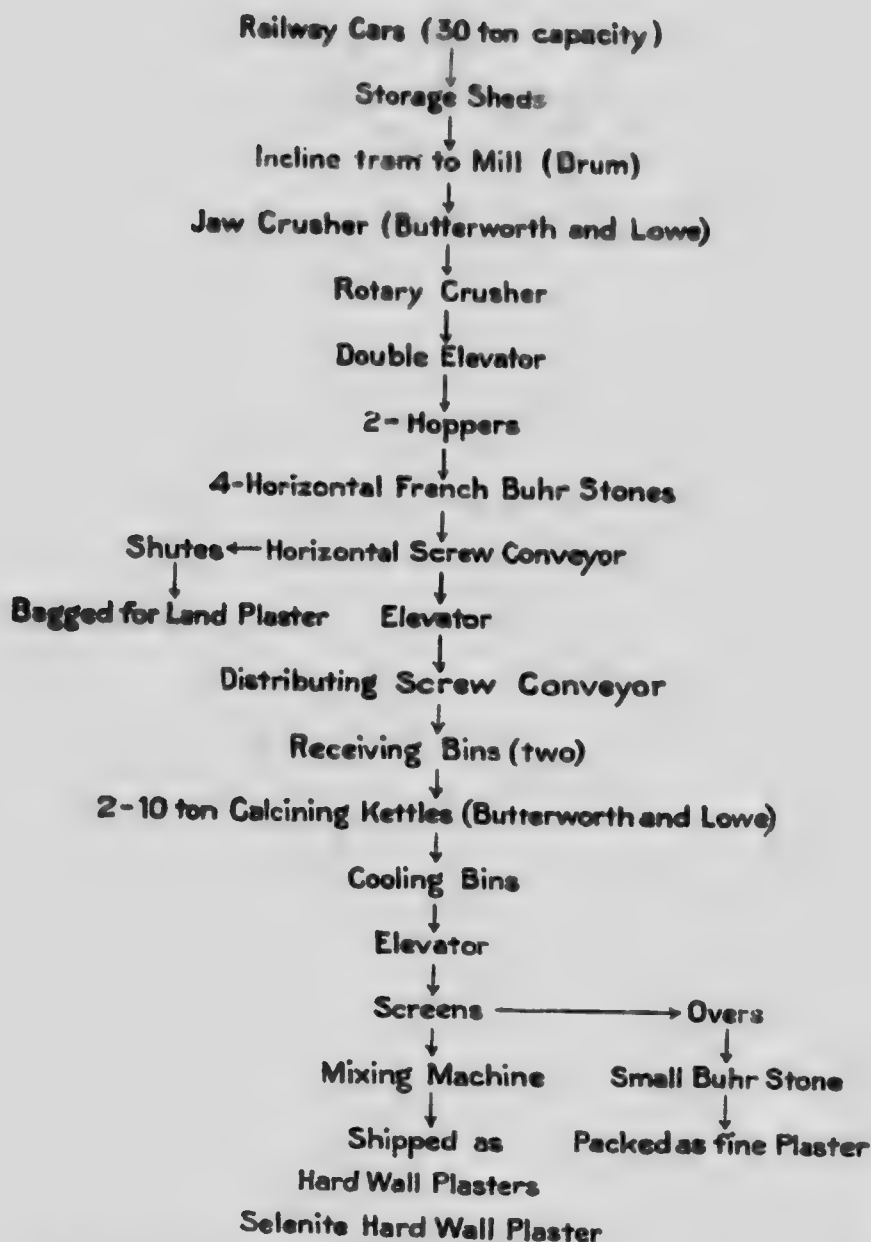 Railway Cars (30 ton capacity)
Storage Sheds
Incline tram to Mill (Drum)
Jaw Crusher (Butterworth and Lowe)
Rotary Crusher
Double Elevator
2-Hoppers
4-Horizontal French Buhr Stones
Shutes Horizontal Screw Conveyor
Bagged for Land Plaster Elevator
Distributing Screw Conveyor
Receiving Bins (two)
2-10 ton Calcining Kettles (Butterworth and Lowe)
Cooling Bins
Elevator
Screens Overs
Mixing Machine Small Buhr Stone
Shipped as Packed as fine Plaster
Hard Wall Plasters
Selenite Hard Wall Plaster